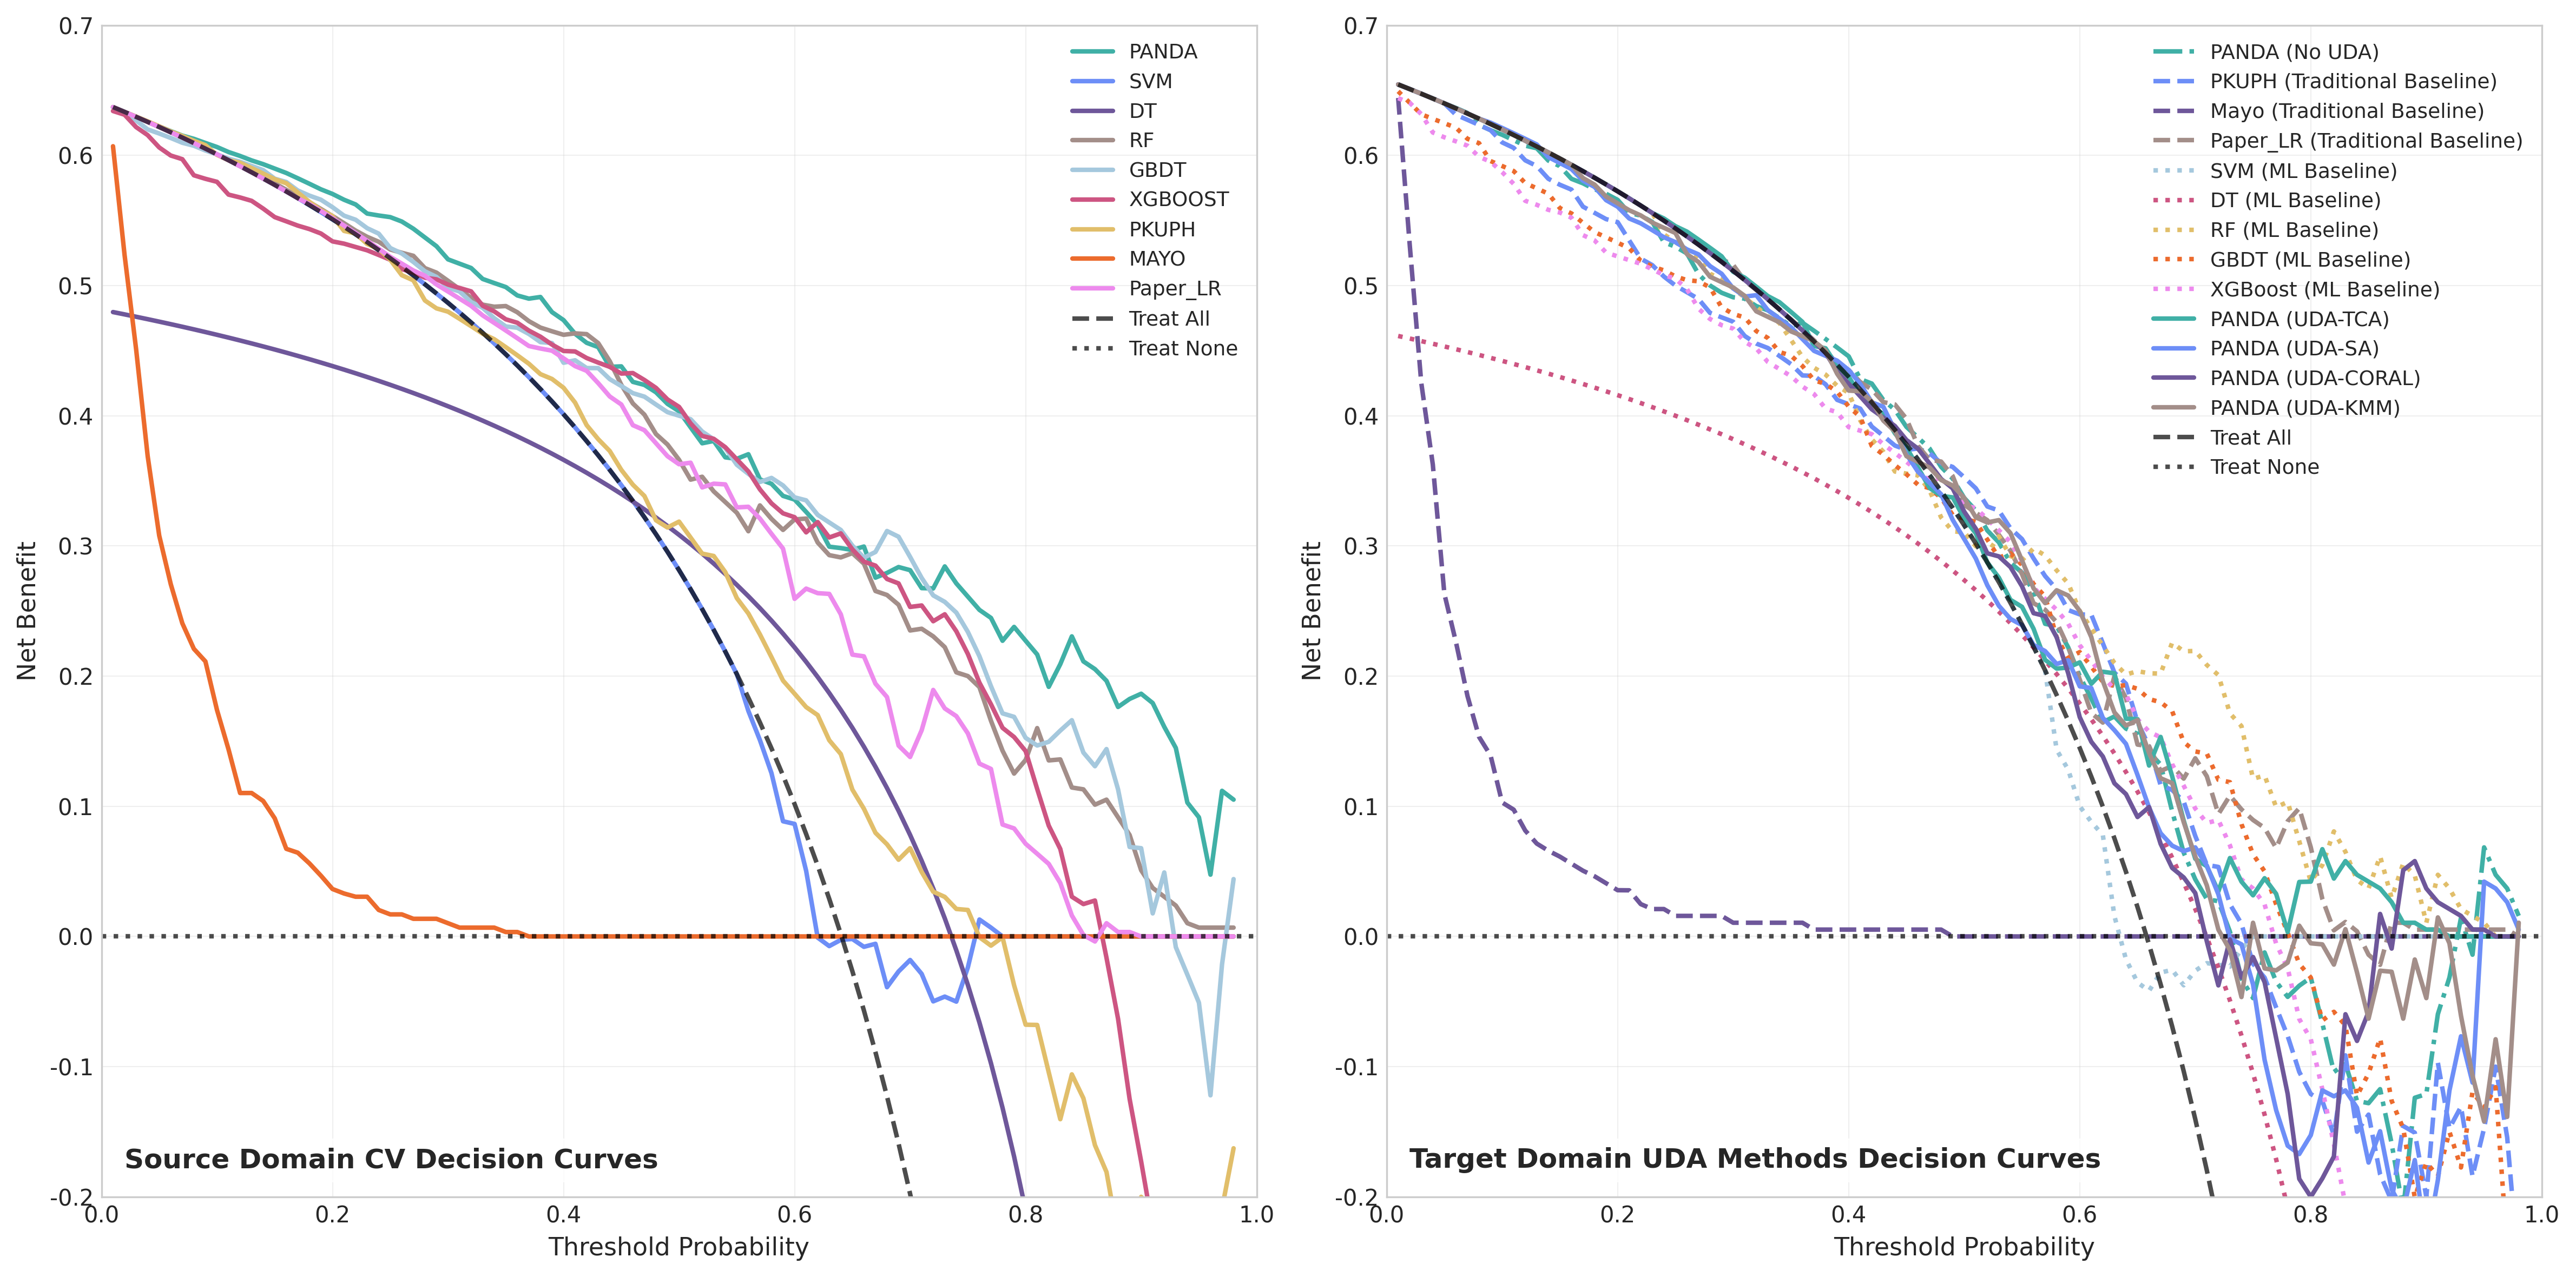 0.7
0.6
0.5
0.4
0.3
0.2
0.1
0.0
-0.1
-0.2
Net Benefit
0.0 0.2 0.4 0.6 0.8 1.0
Threshold Probability
PANDA
SVM
DT
RF
GBDT
XGBOOST
PKUPH
MAYO
Paper_LR
Treat All
Treat None
Source Domain CV Decision Curves
0.7
0.6
0.5
0.4
0.3
0.2
0.1
0.0
-0.1
-0.2
Net Benefit
0.0 0.2 0.4 0.6 0.8 1.0
Threshold Probability
PANDA (No UDA)
PKUPH (Traditional Baseline)
Mayo (Traditional Baseline)
Paper_LR (Traditional Baseline)
SVM (ML Baseline)
DT (ML Baseline)
RF (ML Baseline)
GBDT (ML Baseline)
XGBoost (ML Baseline)
PANDA (UDA-TCA)
PANDA (UDA-SA)
PANDA (UDA-CORAL)
PANDA (UDA-KMM)
Treat All
Treat None
Target Domain UDA Methods Decision Curves